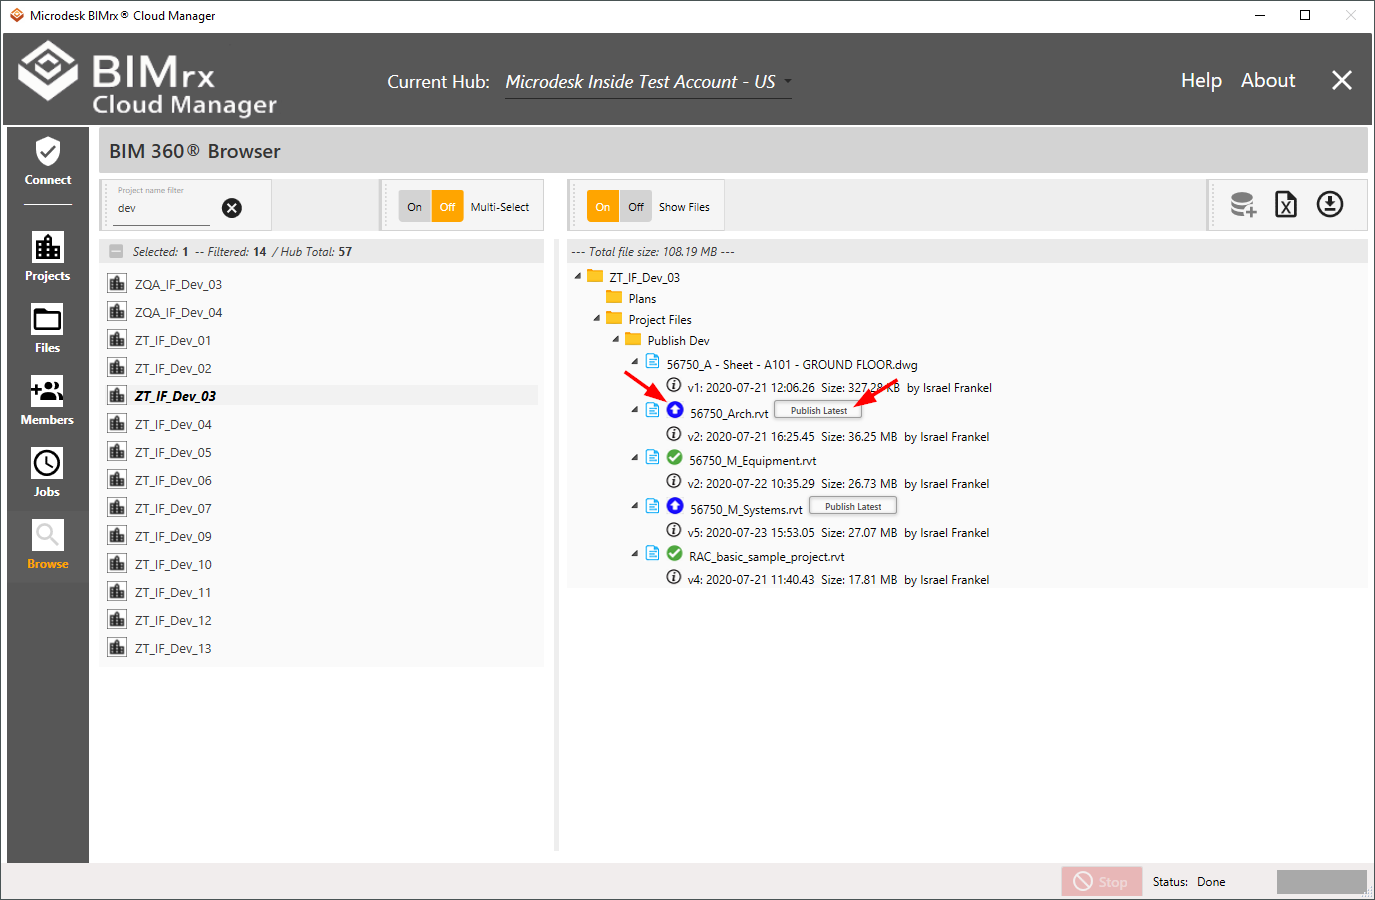 Microdesk BIMrx® Cloud Manager
BIMrx
Cloud Manager
Current Hub: Microdesk Inside Test Account - US
Help About
Connect
Projects
Files
Members
Jobs
Browse
BIM 360® Browser
Project name filter
dev
On Off Multi-Select
On Off Show Files
Selected: 1 -- Filtered: 14 / Hub Total: 57
ZQA_IF_Dev_03
ZQA_IF_Dev_04
ZT_IF_Dev_01
ZT_IF_Dev_02
ZT_IF_Dev_03
ZT_IF_Dev_04
ZT_IF_Dev_05
ZT_IF_Dev_06
ZT_IF_Dev_07
ZT_IF_Dev_09
ZT_IF_Dev_10
ZT_IF_Dev_11
ZT_IF_Dev_12
ZT_IF_Dev_13
--- Total file size: 108.19 MB ---
ZT_IF_Dev_03
Plans
Project Files
Publish Dev
56750_A - Sheet - A101 - GROUND FLOOR.dwg
v1: 2020-07-21 12:06.26 Size: 327.28 KB by Israel Frankel
56750_Arch.rvt Publish Latest
v2: 2020-07-21 16:25.45 Size: 36.25 MB by Israel Frankel
56750_M_Equipment.rvt
v2: 2020-07-22 10:35.29 Size: 26.73 MB by Israel Frankel
56750_M_Systems.rvt Publish Latest
v5: 2020-07-23 15:53.05 Size: 27.07 MB by Israel Frankel
RAC_basic_sample_project.rvt
v4: 2020-07-21 11:40.43 Size: 17.81 MB by Israel Frankel
Stop Status: Done